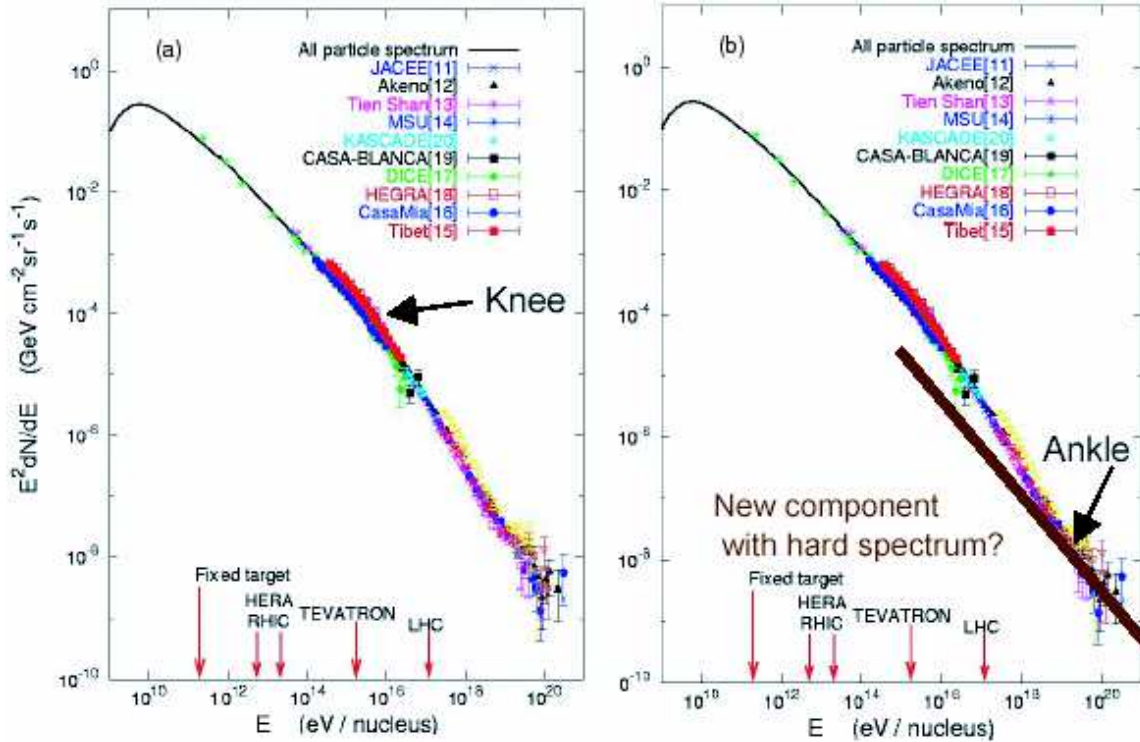 (a)
All particle spectrum
JACEE[11]
Akeno[12]
Tien Shan[13]
MSU[14]
KASCADE[20]
CASA-BLANCA[19]
DICE[17]
HEGRA[18]
CasaMia[16]
Tibet[15]
Knee
Fixed target
HERA
RHIC
TEVATRON
LHC
E²dN/dE (GeV cm⁻² sr⁻¹ s⁻¹)
10⁰
10⁻²
10⁻⁴
10⁻⁶
10⁻⁸
10⁻¹⁰
10¹⁰ 10¹² 10¹⁴ 10¹⁶ 10¹⁸ 10²⁰
E (eV / nucleus)
(b)
All particle spectrum
JACEE[11]
Akeno[12]
Tien Shan[13]
MSU[14]
KASCADE[20]
CASA-BLANCA[19]
DICE[17]
HEGRA[18]
CasaMia[16]
Tibet[15]
Ankle
New component
with hard spectrum?
Fixed target
HERA
RHIC
TEVATRON
LHC
10⁰
10⁻²
10⁻⁴
10⁻⁶
10⁻⁸
0⁻¹⁰
10¹⁰ 10¹² 10¹⁴ 10¹⁶ 10¹⁸ 10²⁰
E (eV / nucleus)